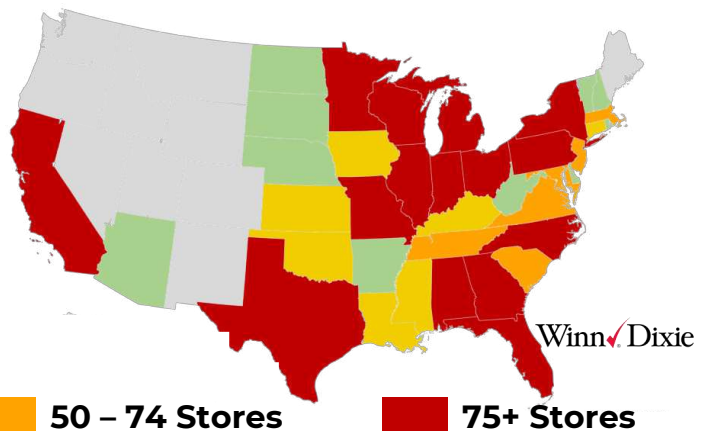 Winn Dixie
50 – 74 Stores
75+ Stores